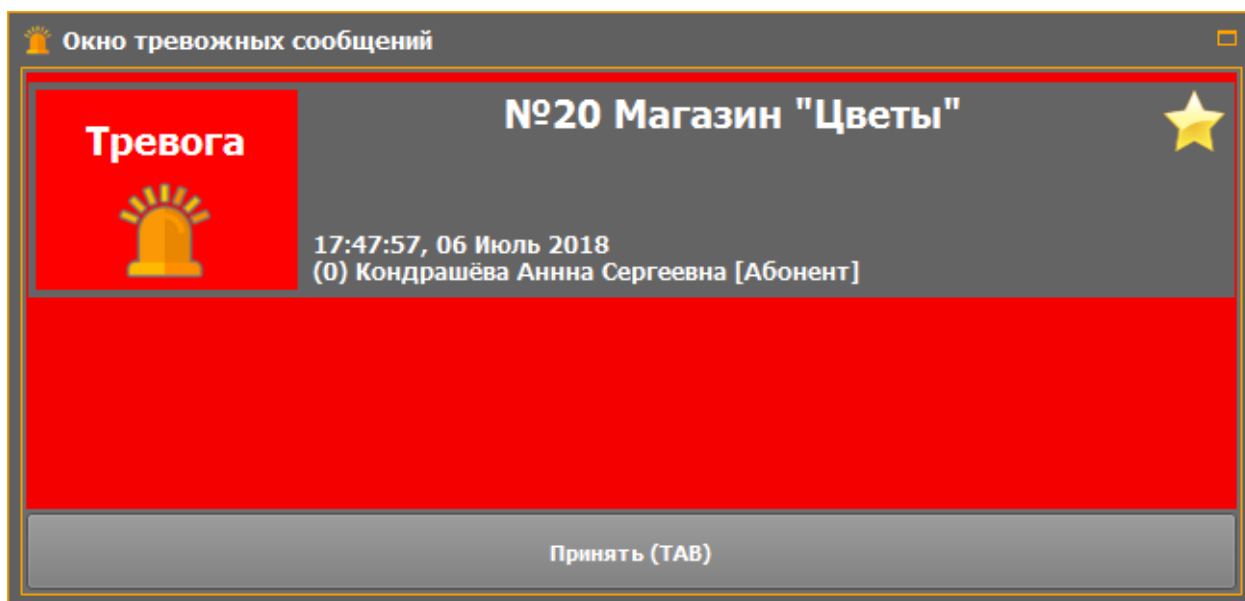 Окно тревожных сообщений
Тревога
№20 Магазин "Цветы"
17:47:57, 06 Июль 2018
(0) Кондрашёва Аннна Сергеевна [Абонент]
Принять (TAB)